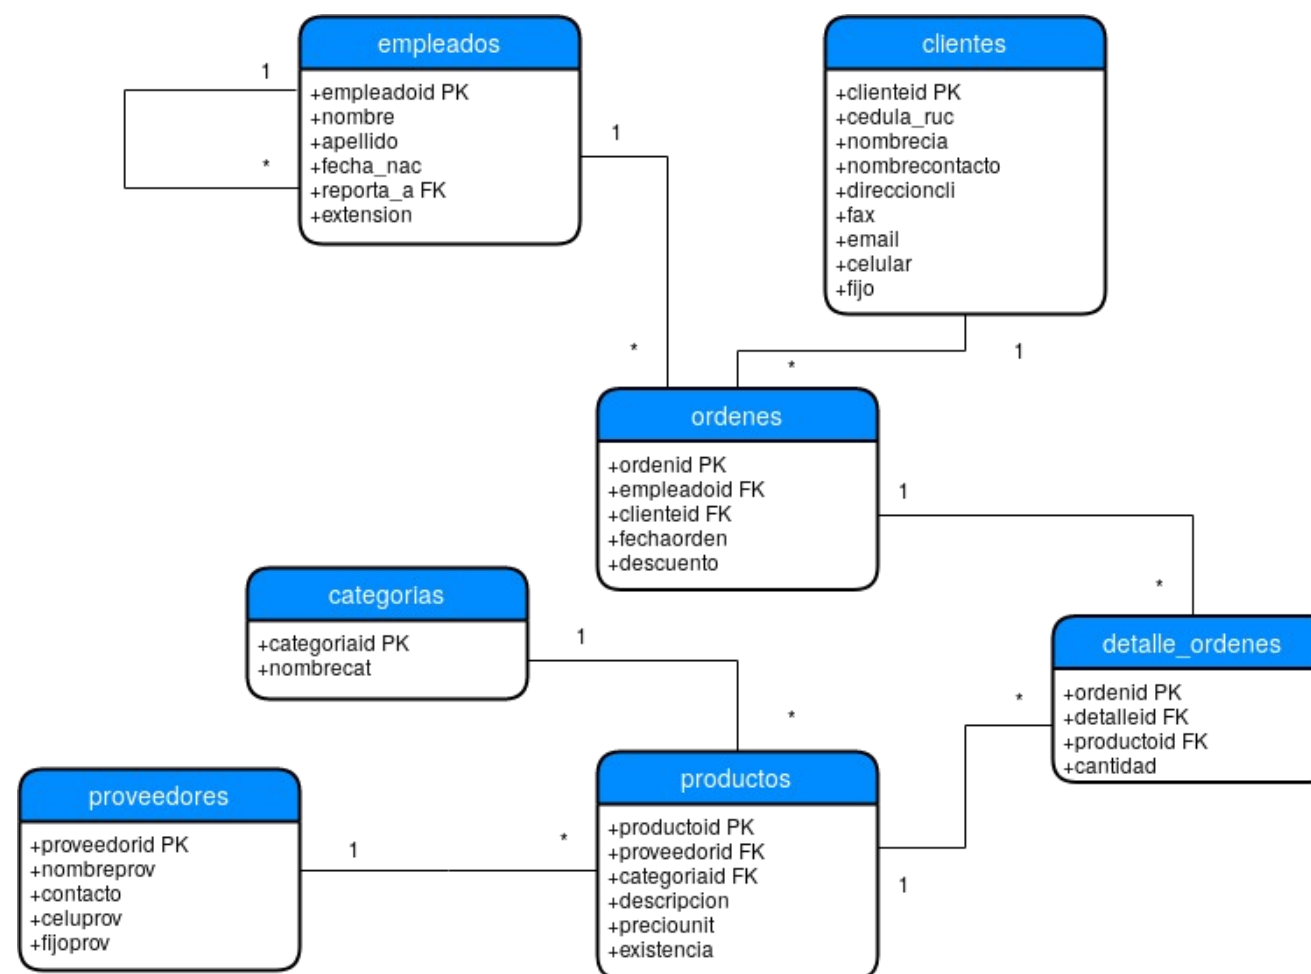 empleados
+empleadoid PK
+nombre
+apellido
+fecha_nac
+reporta_a FK
+extension
1
*
1
*
clientes
+clienteid PK
+cedula_ruc
+nombrecia
+nombrecontacto
+direccioncli
+fax
+email
+celular
+fijo
1
*
ordenes
+ordenid PK
+empleadoid FK
+clienteid FK
+fechaorden
+descuento
1
*
categorias
+categoriaid PK
+nombrecat
1
*
detalle_ordenes
+ordenid PK
+detalleid FK
+productoid FK
+cantidad
*
1
proveedores
+proveedorid PK
+nombreprov
+contacto
+celuprov
+fijoprov
1
*
productos
+productoid PK
+proveedorid FK
+categoriaid FK
+descripcion
+preciounit
+existencia